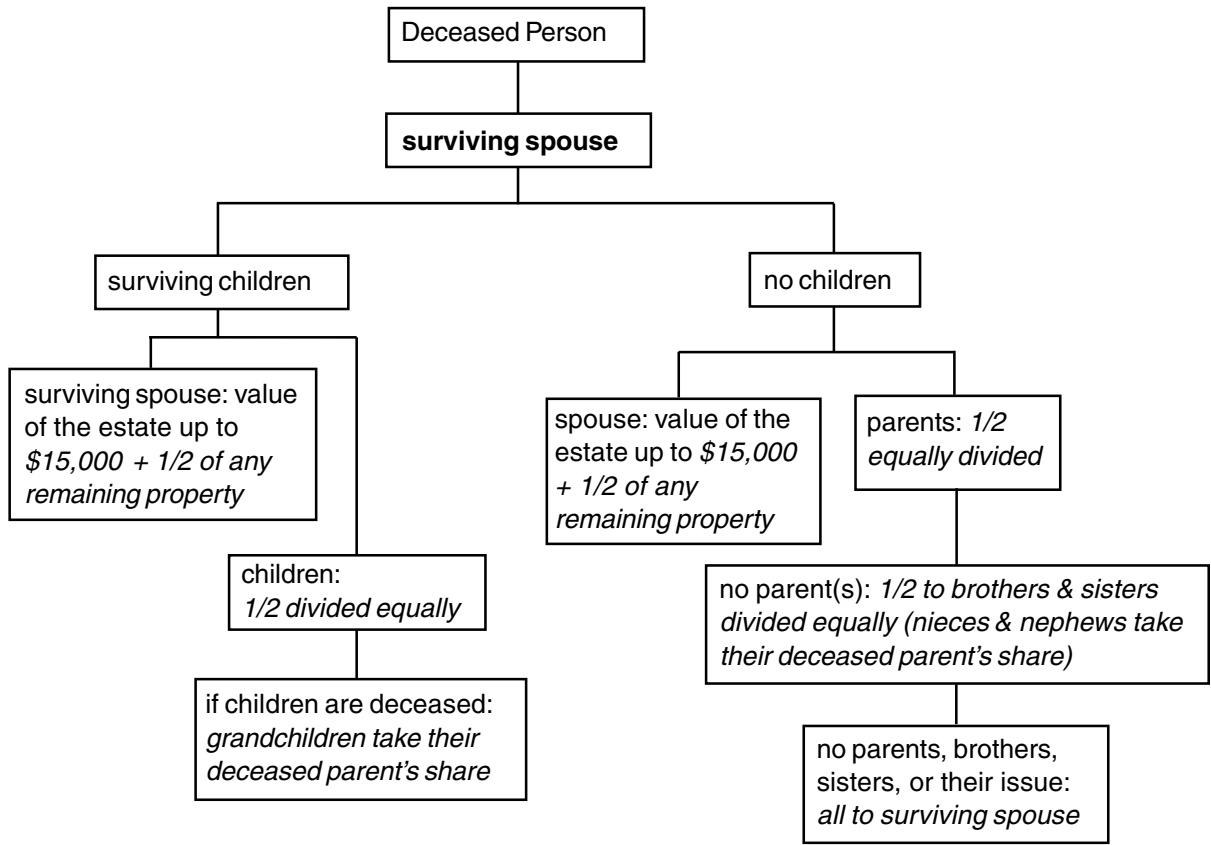 Deceased Person
surviving spouse
surviving children
no children
surviving spouse: value
of the estate up to
$15,000 + 1/2 of any
remaining property
children:
1/2 divided equally
if children are deceased:
grandchildren take their
deceased parent's share
spouse: value of the
estate up to $15,000
+ 1/2 of any
remaining property
parents: 1/2
equally divided
no parent(s): 1/2 to brothers & sisters
divided equally (nieces & nephews take
their deceased parent's share)
no parents, brothers,
sisters, or their issue:
all to surviving spouse